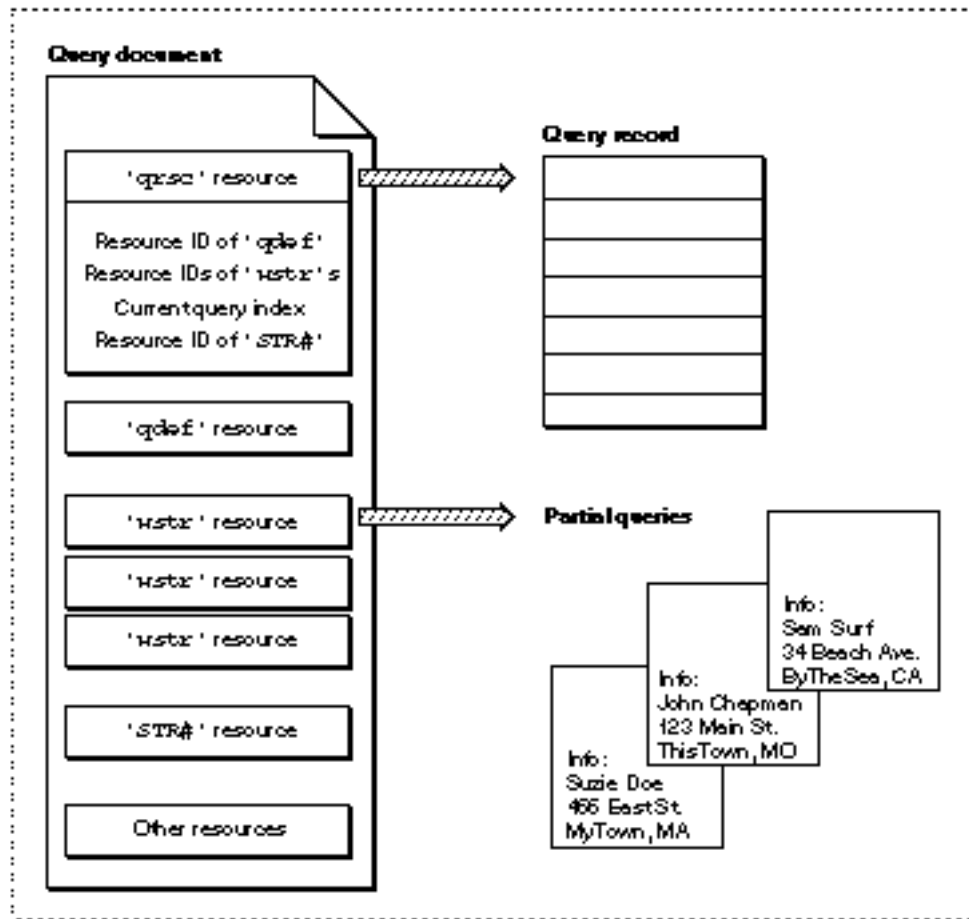 Query document
'qrsc' resource
Resource ID of 'qdef'
Resource IDs of 'wstr's
Current query index
Resource ID of 'STR#'
'qdef' resource
'wstr' resource
'wstr' resource
'wstr' resource
'STR#' resource
Other resources
Query record
Partial queries
Info:
Sam Surf
34 Beach Ave.
ByTheSea, CA
Info:
John Chapman
123 Main St.
ThisTown, MO
Info:
Suzie Doe
East St.
MyTown, MA